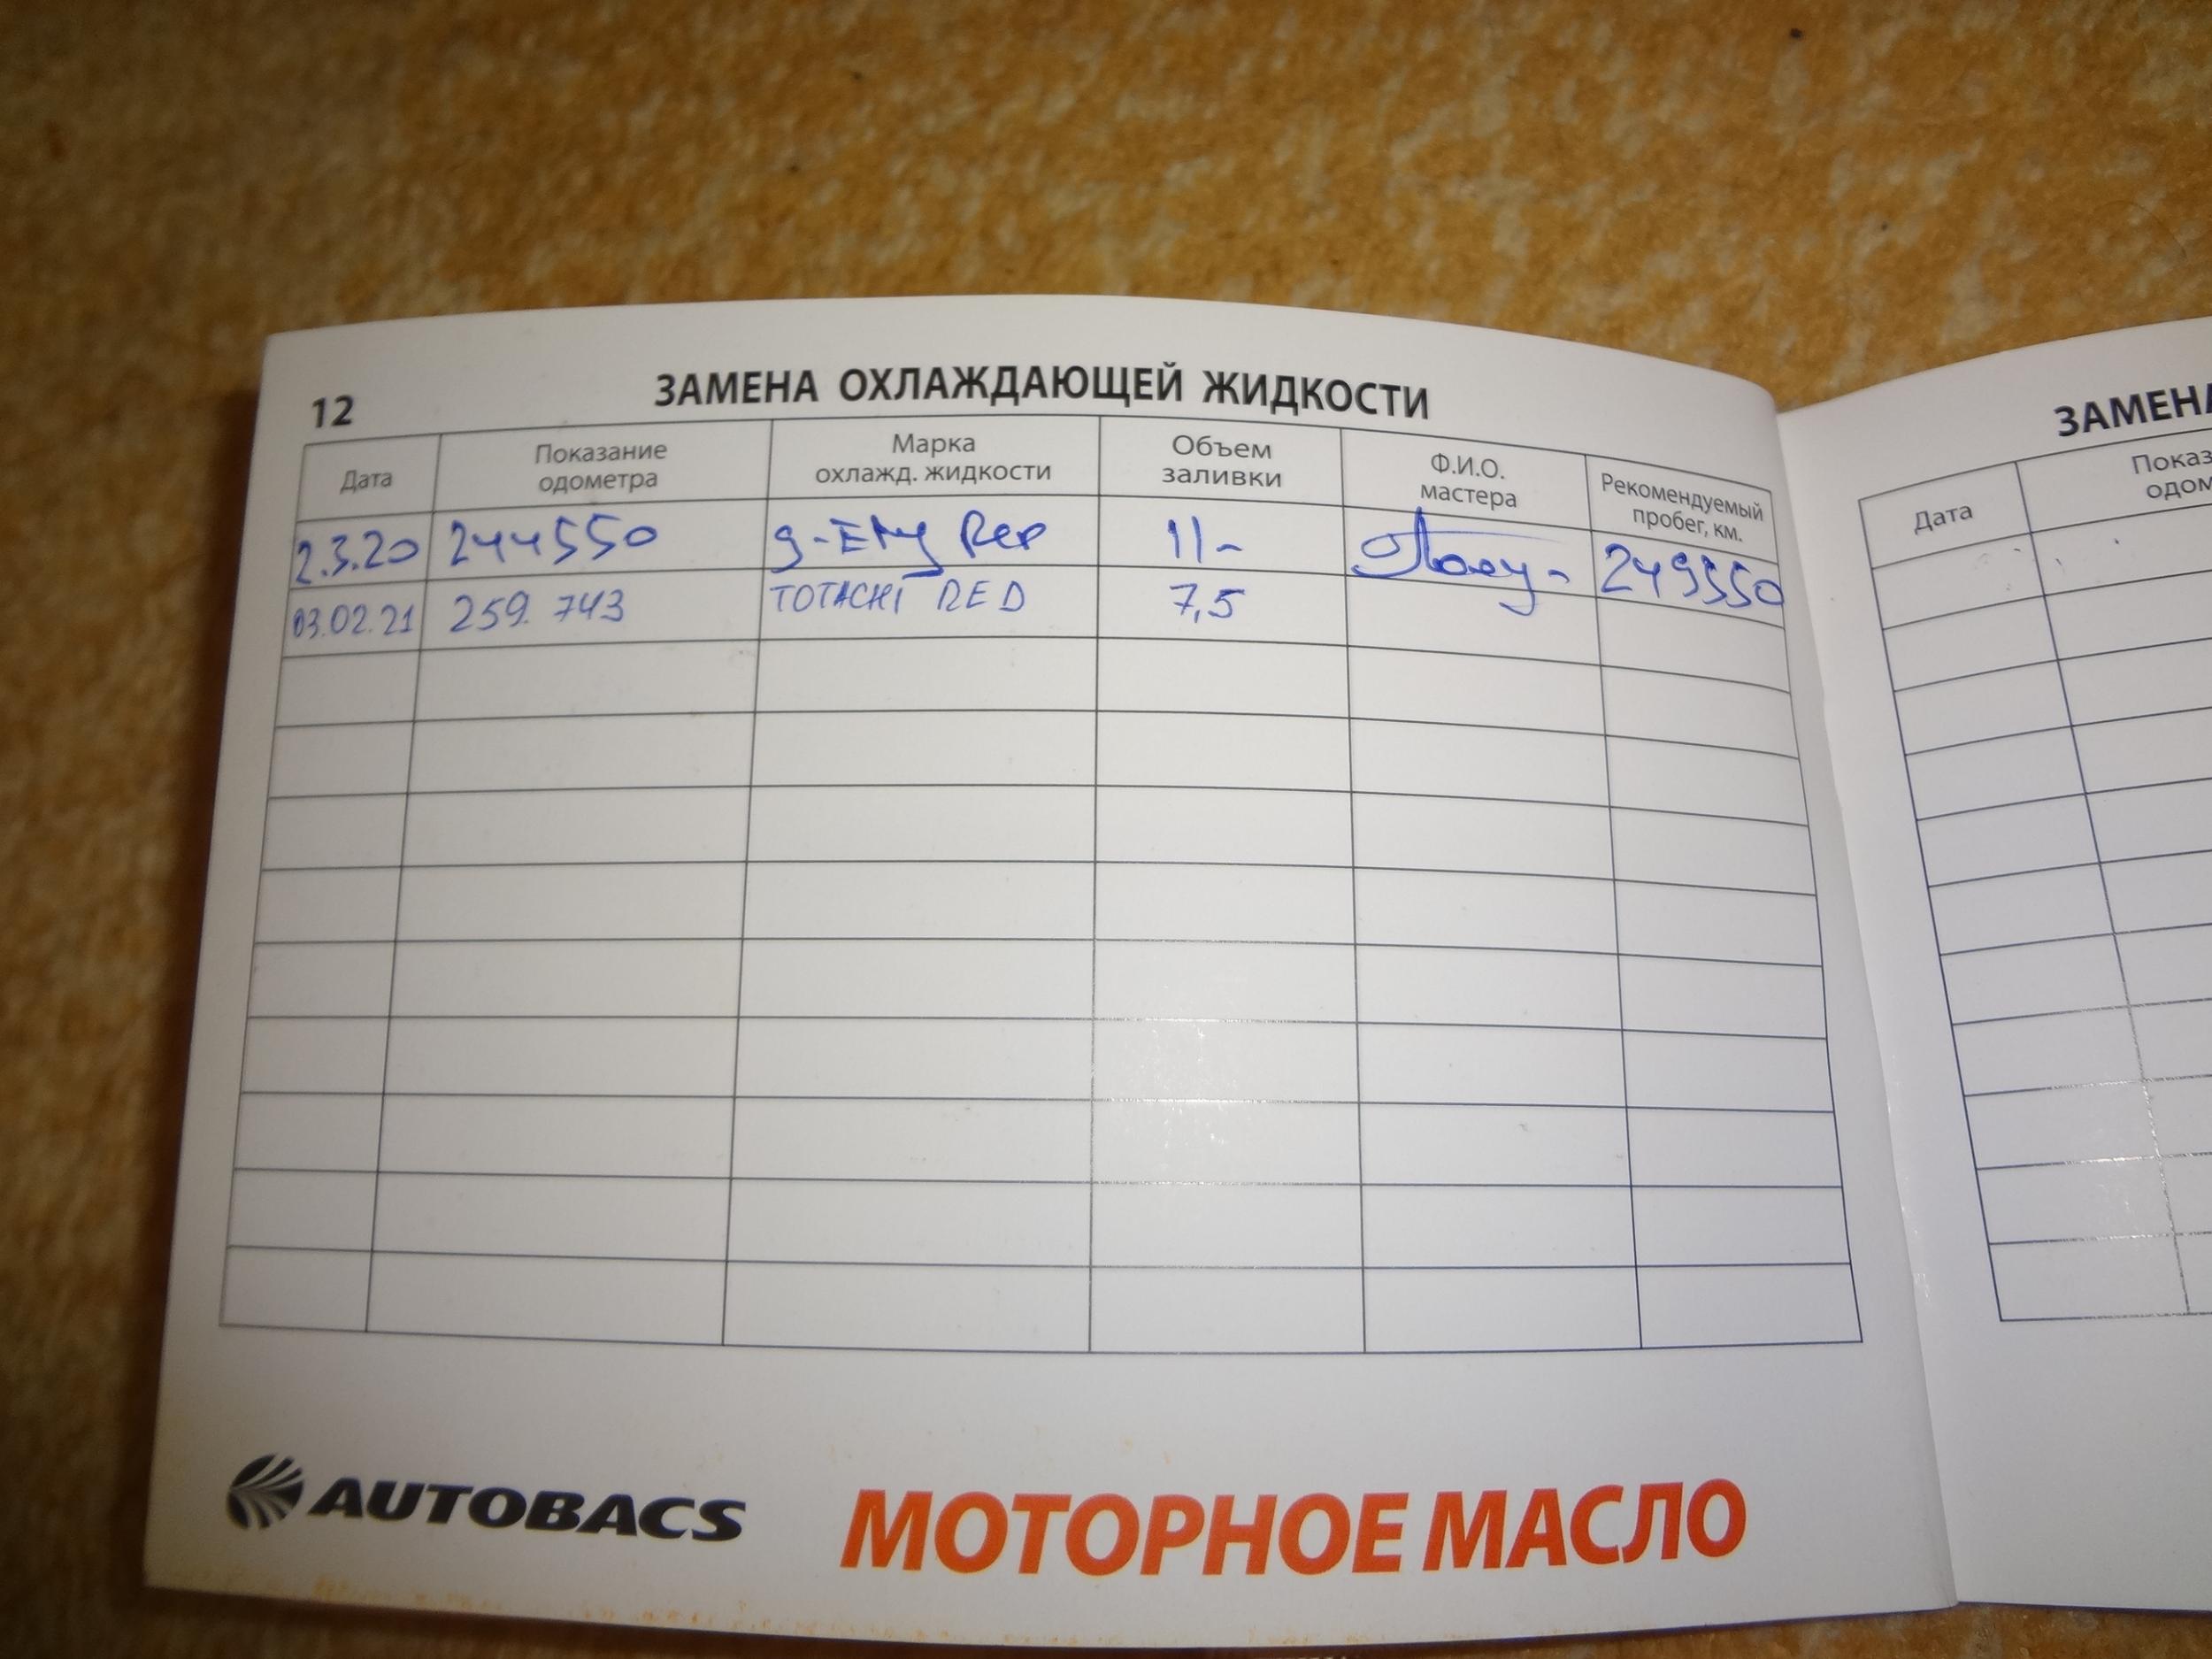 12
ЗАМЕНА ОХЛАЖДАЮЩЕЙ ЖИДКОСТИ
Дата Показание одометра Марка охлажд. жидкости Объем заливки Ф.И.О. мастера Рекомендуемый пробег, км.
2.3.20 244550 11- 249550
03.02.21 259.743 TOTACHI RED 7,5
AUTOBACS
МОТОРНОЕ МАСЛО
ЗАМЕНА
Дата